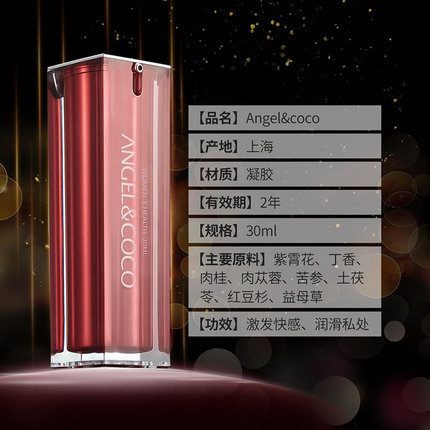 ANGEL&COCO
WOMEN'S HEALTH 30ML
【品名】Angel&coco
【产地】上海
【材质】凝胶
【有效期】2年
【规格】30ml
【主要原料】紫霄花、丁香、
肉桂、肉苁蓉、苦参、土茯
苓、红豆杉、益母草
【功效】激发快感、润滑私处